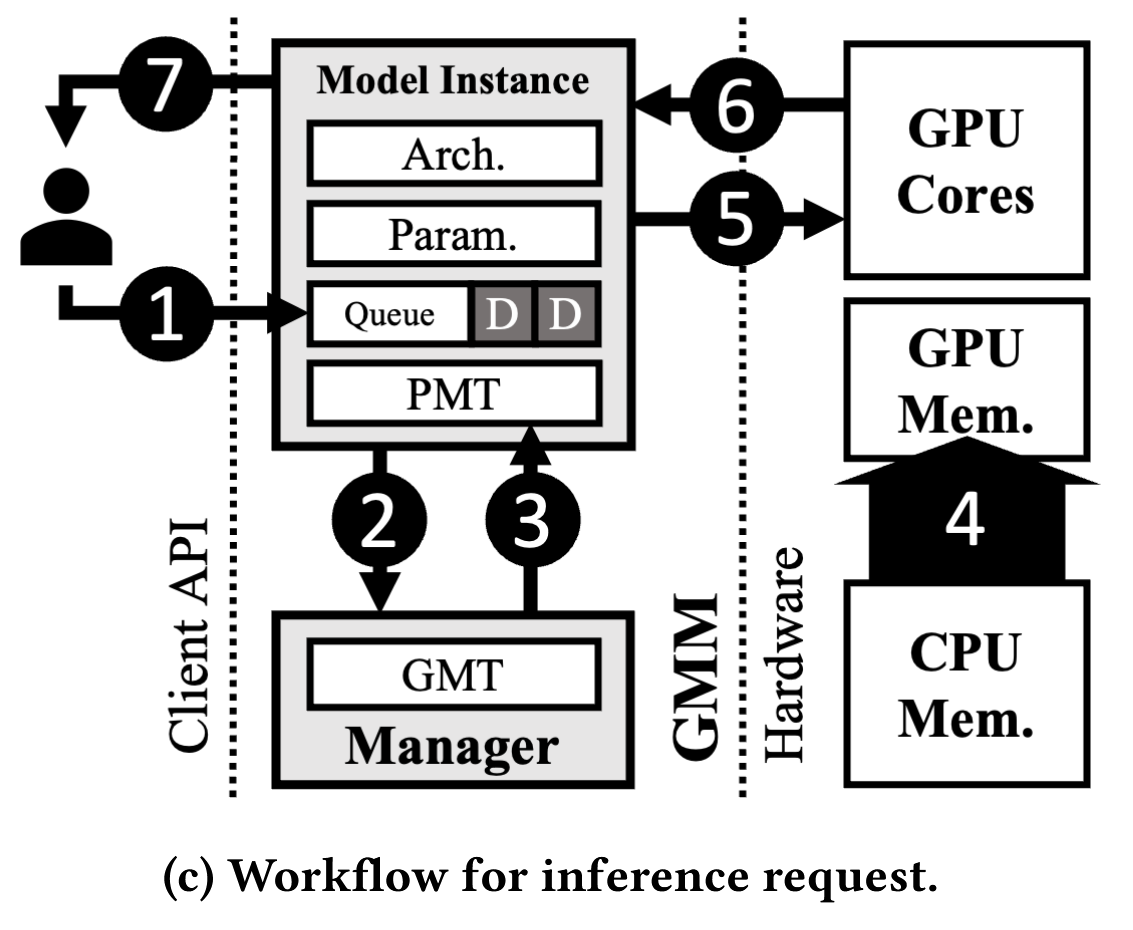 7
Model Instance
Arch.
Param.
Queue D D
PMT
1
2
3
GMT
Manager
Client API
GMM
Hardware
6
5
GPU
Cores
GPU
Mem.
4
CPU
Mem.
(c) Workflow for inference request.